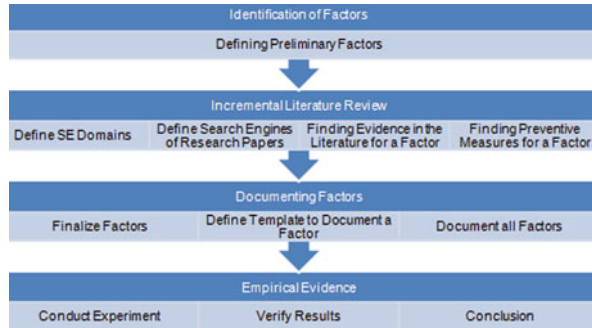 Identification of Factors
Defining Preliminary Factors
Incremental Literature Review
Define SE Domains
Define Search Engines
of Research Papers
Finding Evidence in the
Literature for a Factor
Finding Preventive
Measures for a Factor
Documenting Factors
Finalize Factors
Define Template to Document a
Factor
Document all Factors
Empirical Evidence
Conduct Experiment
Verify Results
Conclusion